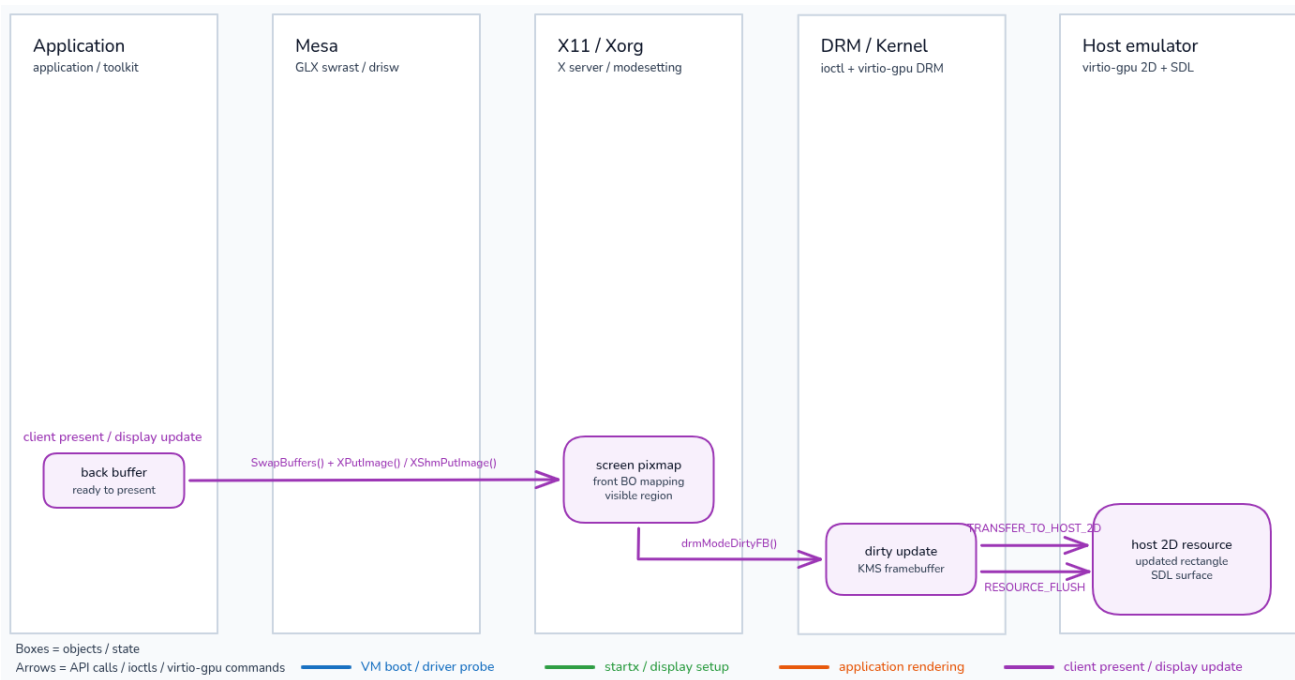 Application
application / toolkit
Mesa
GLX swrast / drisw
X11 / Xorg
X server / modesetting
DRM / Kernel
ioctl + virtio-gpu DRM
Host emulator
virtio-gpu 2D + SDL
client present / display update
back buffer
ready to present
SwapBuffers() + XPutImage() / XShmPutImage()
screen pixmap
front BO mapping
visible region
drmModeDirtyFB()
dirty update
KMS framebuffer
TRANSFER_TO_HOST_2D
RESOURCE_FLUSH
host 2D resource
updated rectangle
SDL surface
Boxes = objects / state
Arrows = API calls / ioctls / virtio-gpu commands
VM boot / driver probe
startx / display setup
application rendering
client present / display update